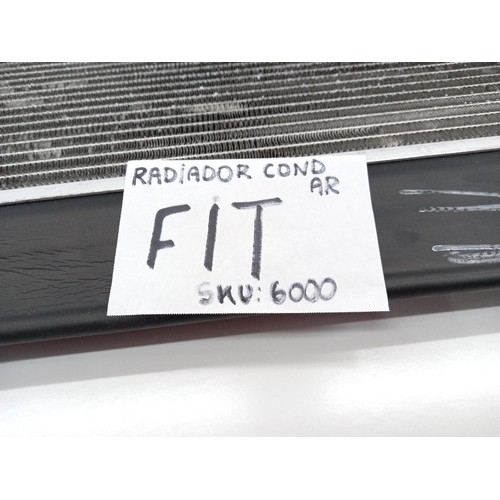 RADIADOR COND
AR
FIT
SKU: 6000